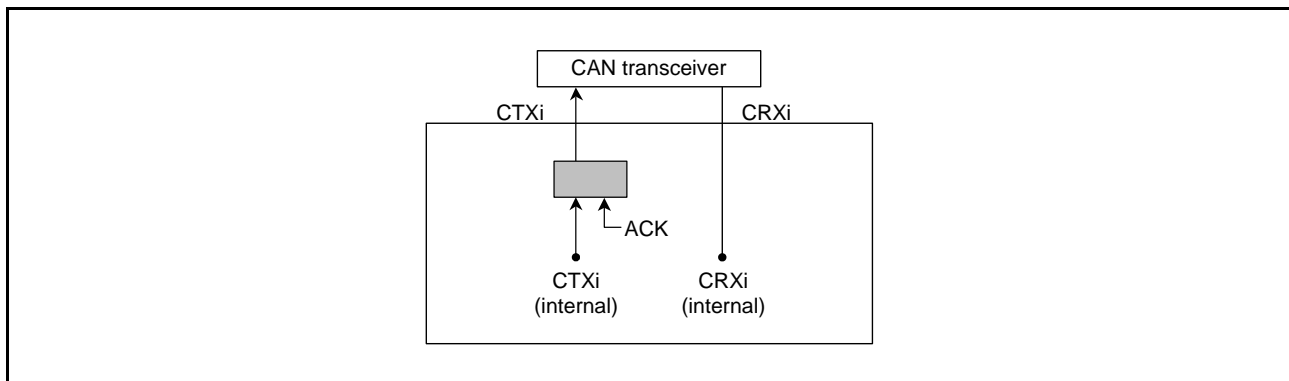 CAN transceiver
CTXi
CRXi
ACK
CTXi
(internal)
CRXi
(internal)